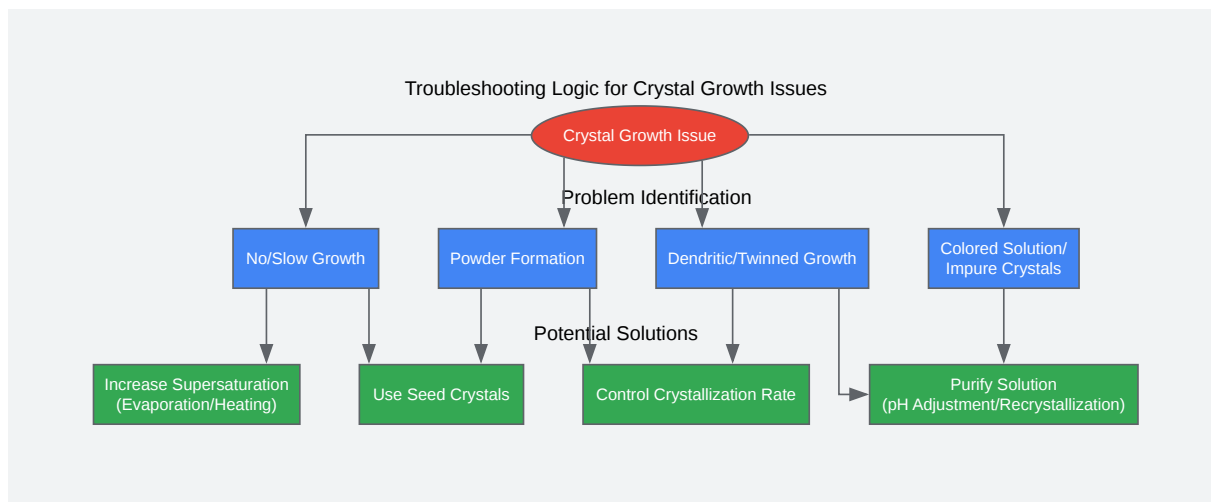 Troubleshooting Logic for Crystal Growth Issues
Crystal Growth Issue
Problem Identification
No/Slow Growth
Powder Formation
Dendritic/Twinned Growth
Colored Solution/
Impure Crystals
Potential Solutions
Increase Supersaturation
(Evaporation/Heating)
Use Seed Crystals
Control Crystallization Rate
Purify Solution
(pH Adjustment/Recrystallization)